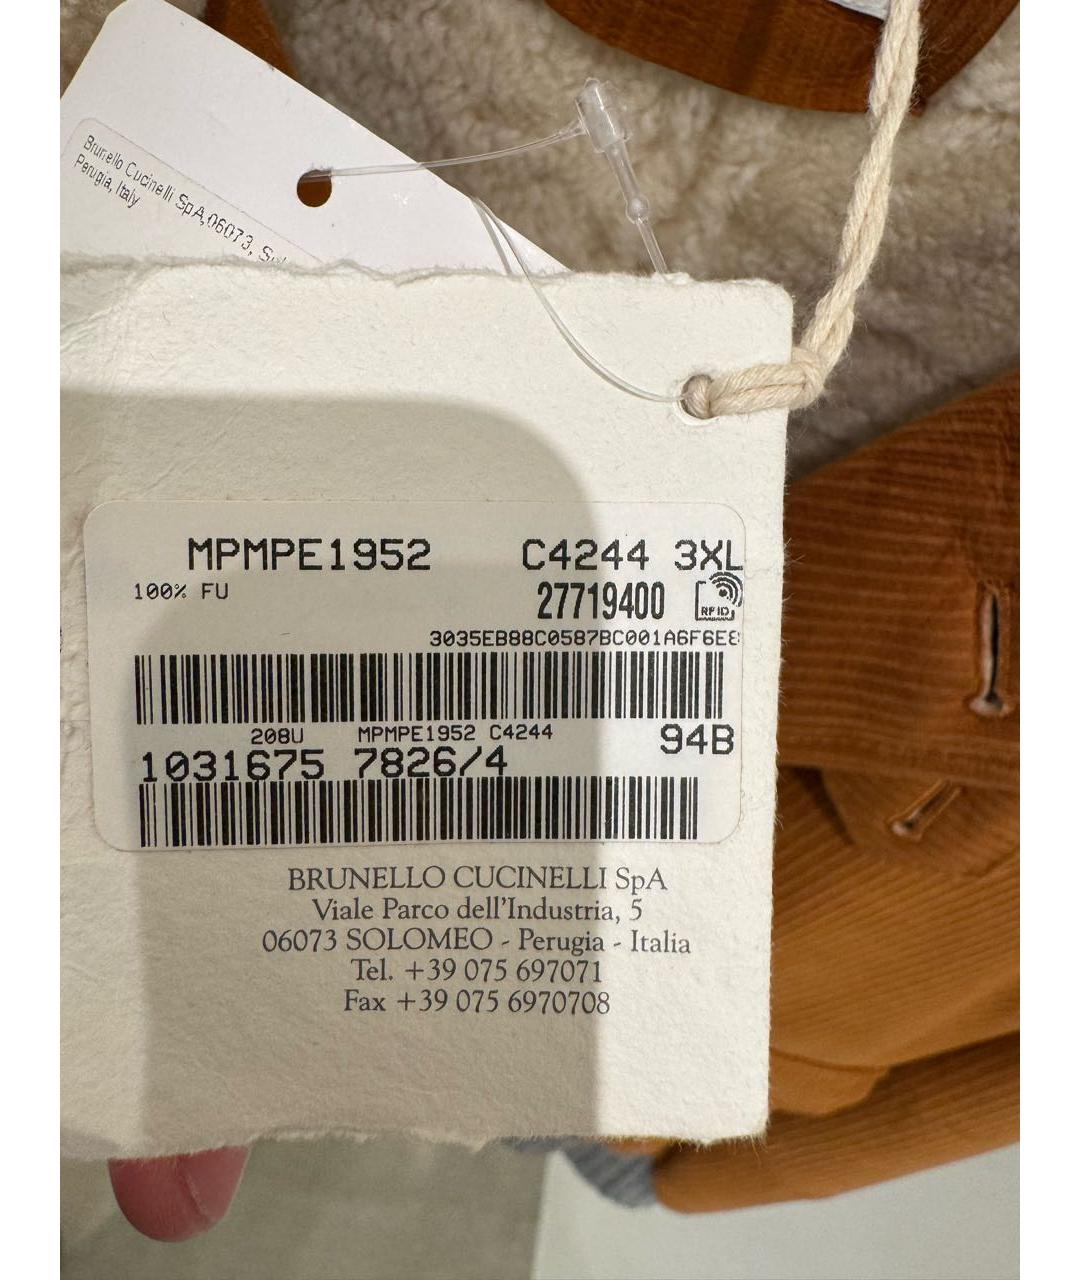 Brunello Cucinelli SpA,06073,
Perugia, Italy
MPMPE1952 C4244 3XL
100% FU 27719400
RFID
3035EB88C0587BC001A6F6E8
208U MPMPE1952 C4244 94B
1031675 7826/4
BRUNELLO CUCINELLI SpA
Viale Parco dell'Industria, 5
06073 SOLOMEO - Perugia - Italia
Tel. +39 075 697071
Fax +39 075 6970708